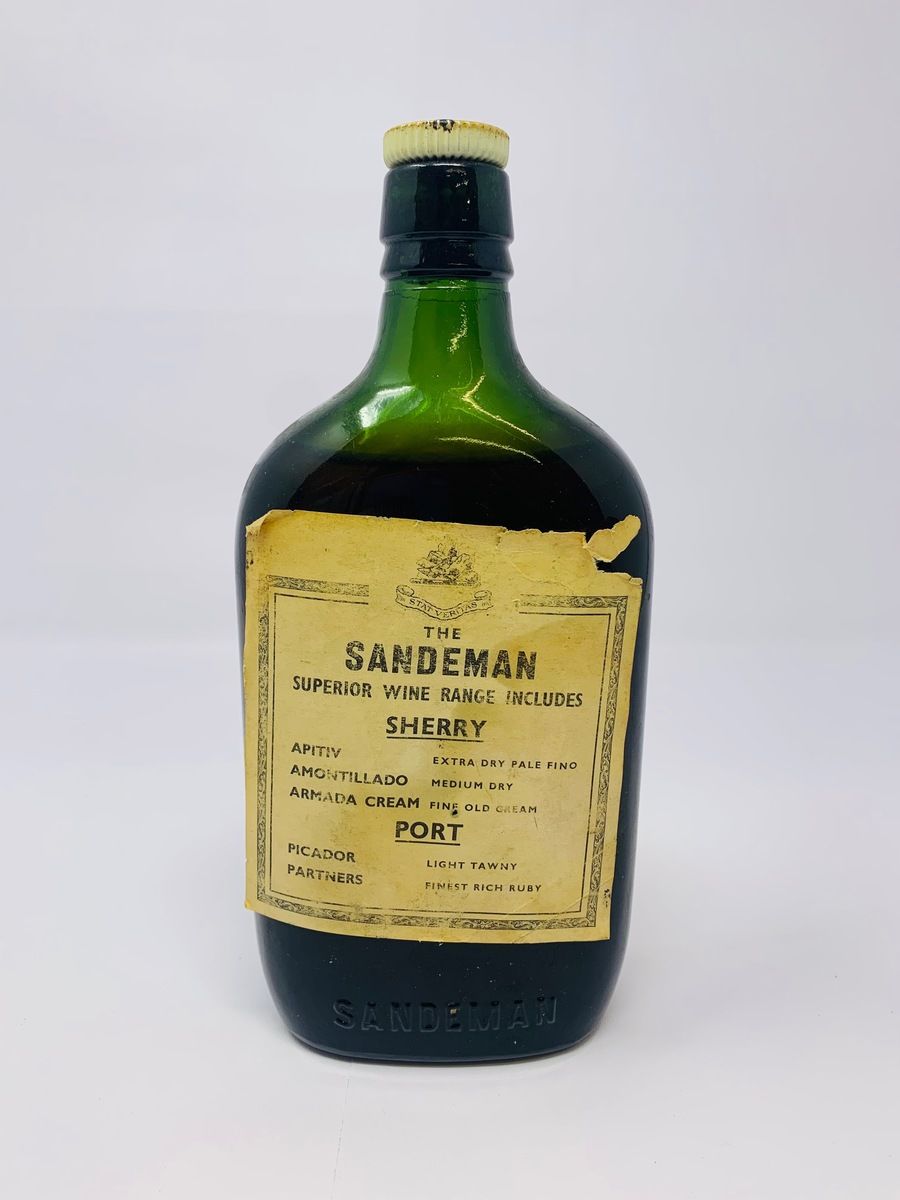 STAT VERITAS
THE
SANDEMAN
SUPERIOR WINE RANGE INCLUDES
SHERRY
APITIV EXTRA DRY PALE FINO
AMONTILLADO MEDIUM DRY
ARMADA CREAM FINE OLD CREAM
PORT
PICADOR LIGHT TAWNY
PARTNERS FINEST RICH RUBY
SANDEMAN